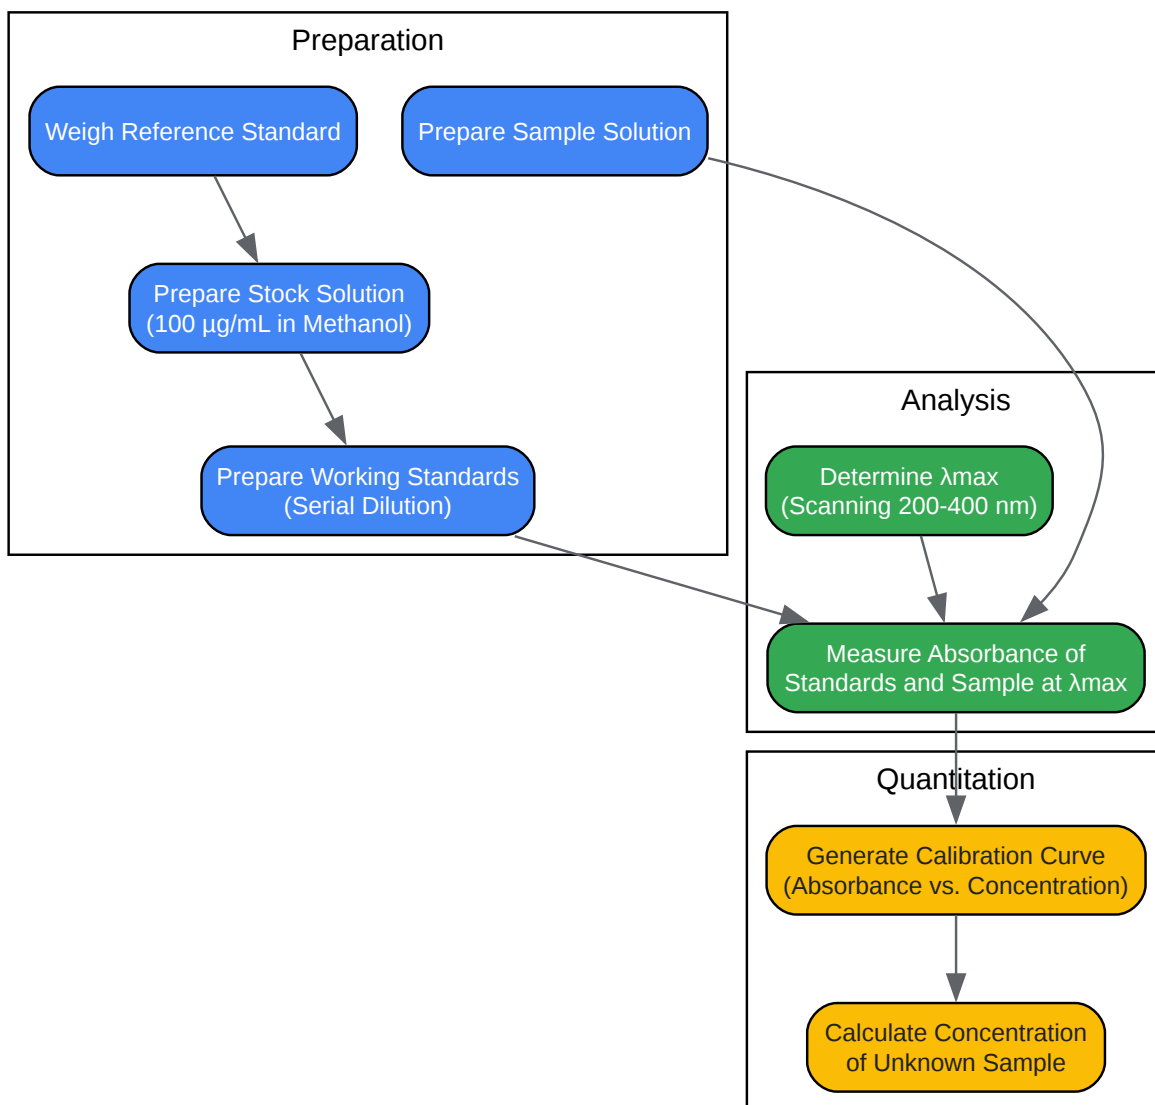 Preparation
Weigh Reference Standard
Prepare Sample Solution
Prepare Stock Solution
(100 µg/mL in Methanol)
Prepare Working Standards
(Serial Dilution)
Analysis
Determine λmax
(Scanning 200-400 nm)
Measure Absorbance of
Standards and Sample at λmax
Quantitation
Generate Calibration Curve
(Absorbance vs. Concentration)
Calculate Concentration
of Unknown Sample